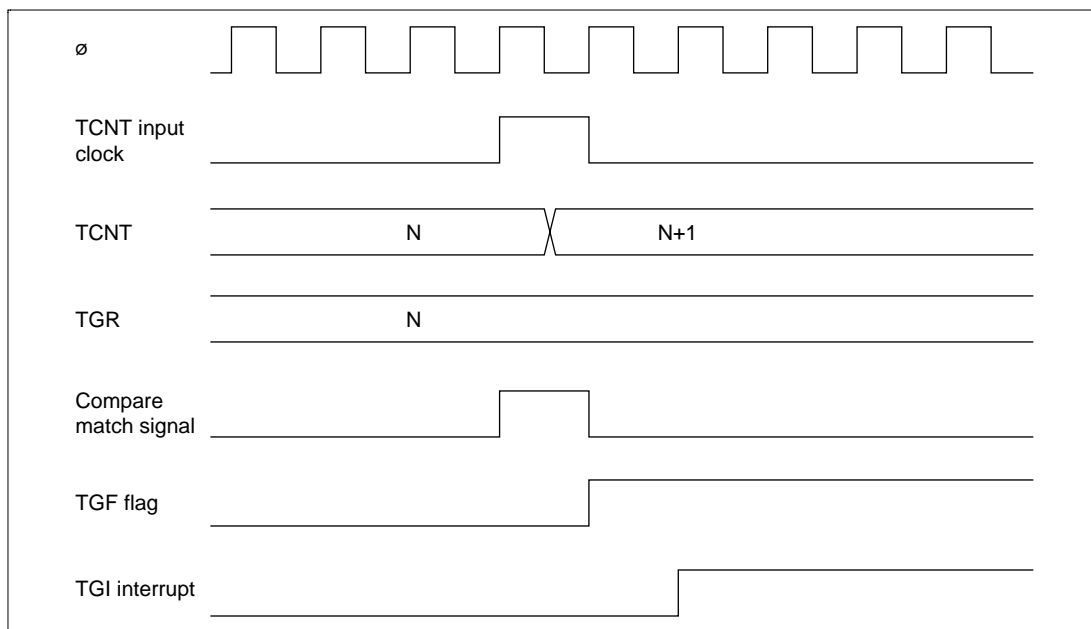 ø
TCNT input
clock
TCNT
N
N+1
TGR
N
Compare
match signal
TGF flag
TGI interrupt